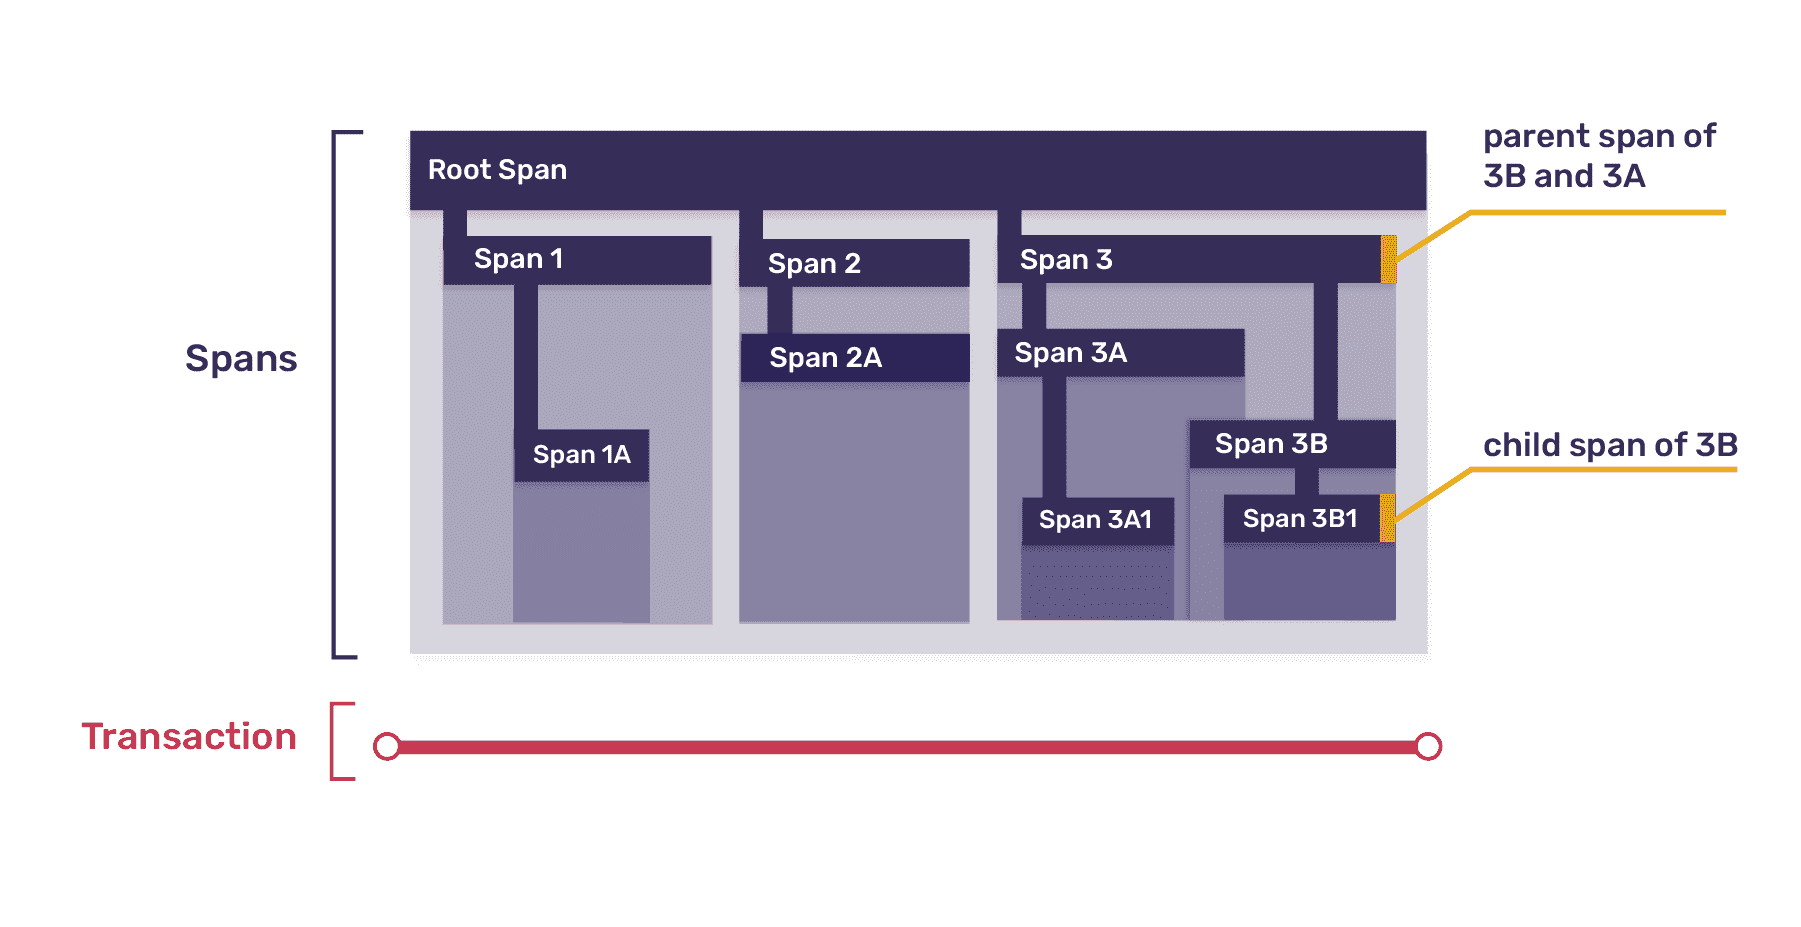 parent span of
3B and 3A
Root Span
Span 1
Span 2
Span 3
Spans
Span 2A
Span 3A
Span 1A
Span 3B
child span of 3B
Span 3A1
Span 3B1
Transaction